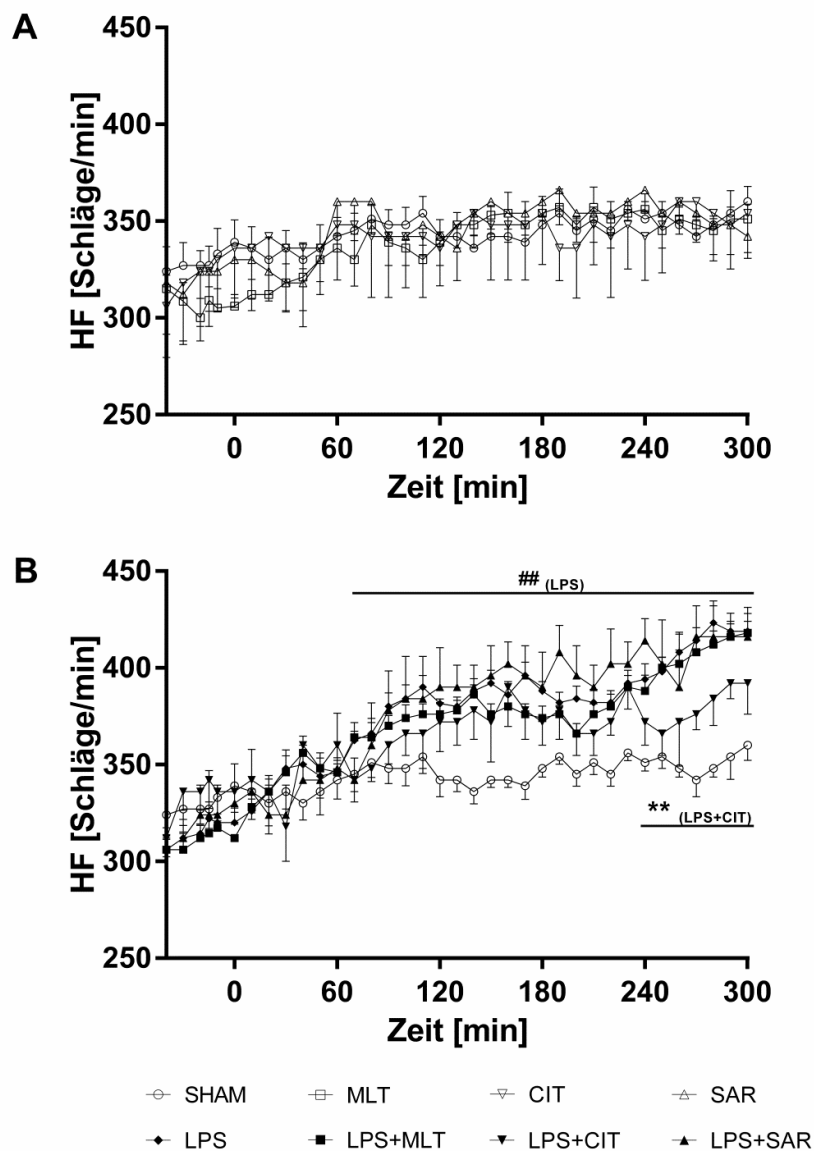 A
450
400
350
300
250
HF [Schläge/min]
0 60 120 180 240 300
Zeit [min]
B
450
400
350
300
250
HF [Schläge/min]
## (LPS)
** (LPS+CIT)
0 60 120 180 240 300
Zeit [min]
SHAM MLT CIT SAR
LPS LPS+MLT LPS+CIT LPS+SAR